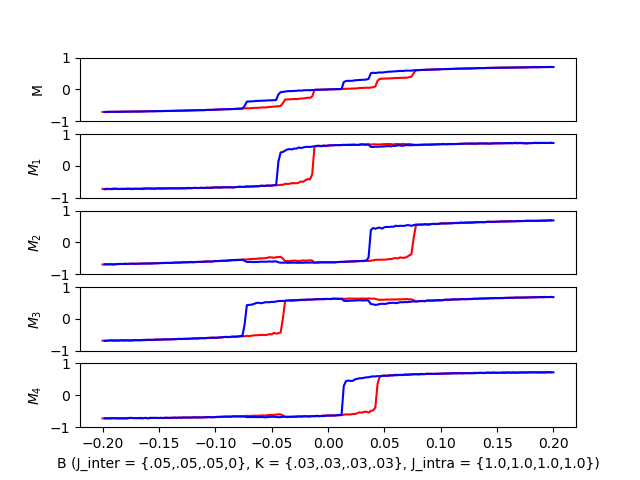 1
M
−1
1
M₁ 0
−1
1
M₂ 0
−1
1
M₃ 0
−1
1
M₄ 0
−1
−0.20 −0.15 −0.10 −0.05 0.00 0.05 0.10 0.15 0.20
B (J_inter = {.05,.05,.05,0}, K = {.03,.03,.03,.03}, J_intra = {1.0,1.0,1.0,1.0})